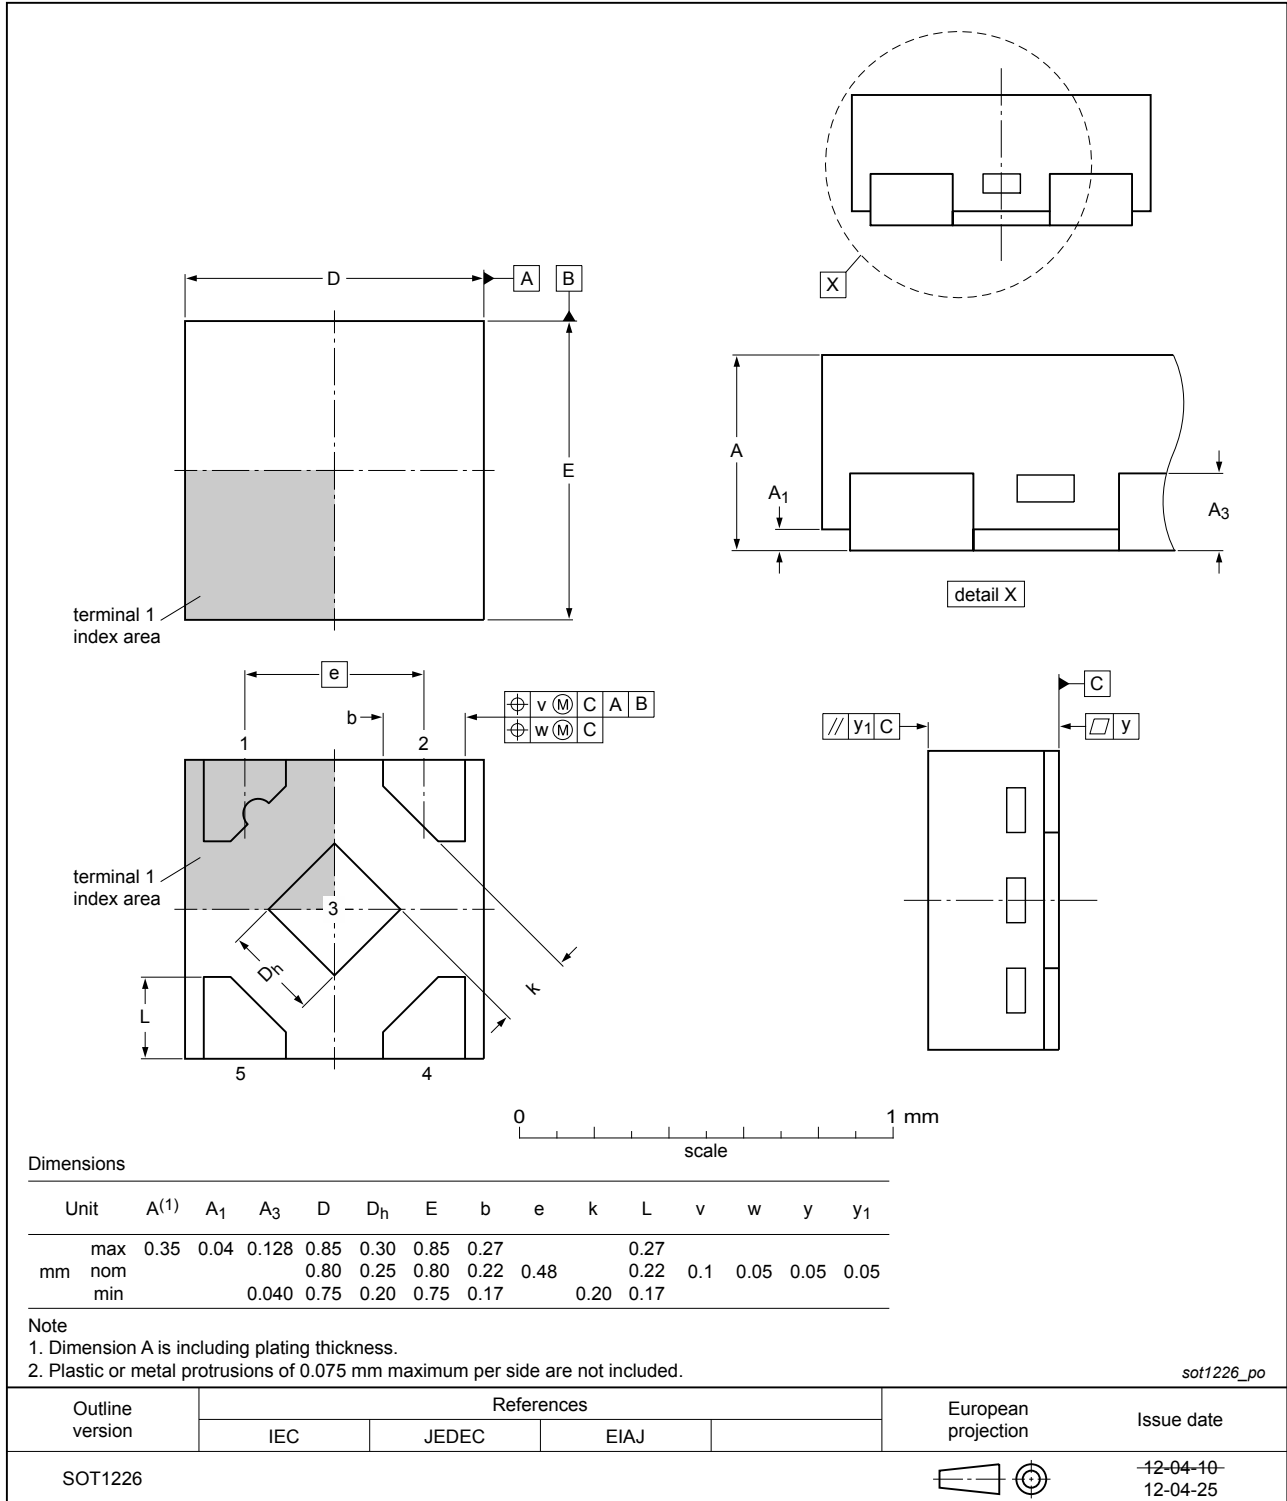 X
D
A
B
E
terminal 1
index area
A
A1
A3
detail X
e
b
v M C A B
w M C
1
2
terminal 1
index area
3
Dh
k
L
5
4
C
// y1 C
y
0
1 mm
scale
Dimensions
Unit A(1) A1 A3 D Dh E b e k L v w y y1
max 0.35 0.04 0.128 0.85 0.30 0.85 0.27 0.27
mm nom 0.80 0.25 0.80 0.22 0.48 0.22 0.1 0.05 0.05 0.05
min 0.040 0.75 0.20 0.75 0.17 0.20 0.17
Note
1. Dimension A is including plating thickness.
2. Plastic or metal protrusions of 0.075 mm maximum per side are not included.
sot1226_po
Outline
version
References
IEC JEDEC EIAJ
European
projection
Issue date
SOT1226
12-04-10
12-04-25